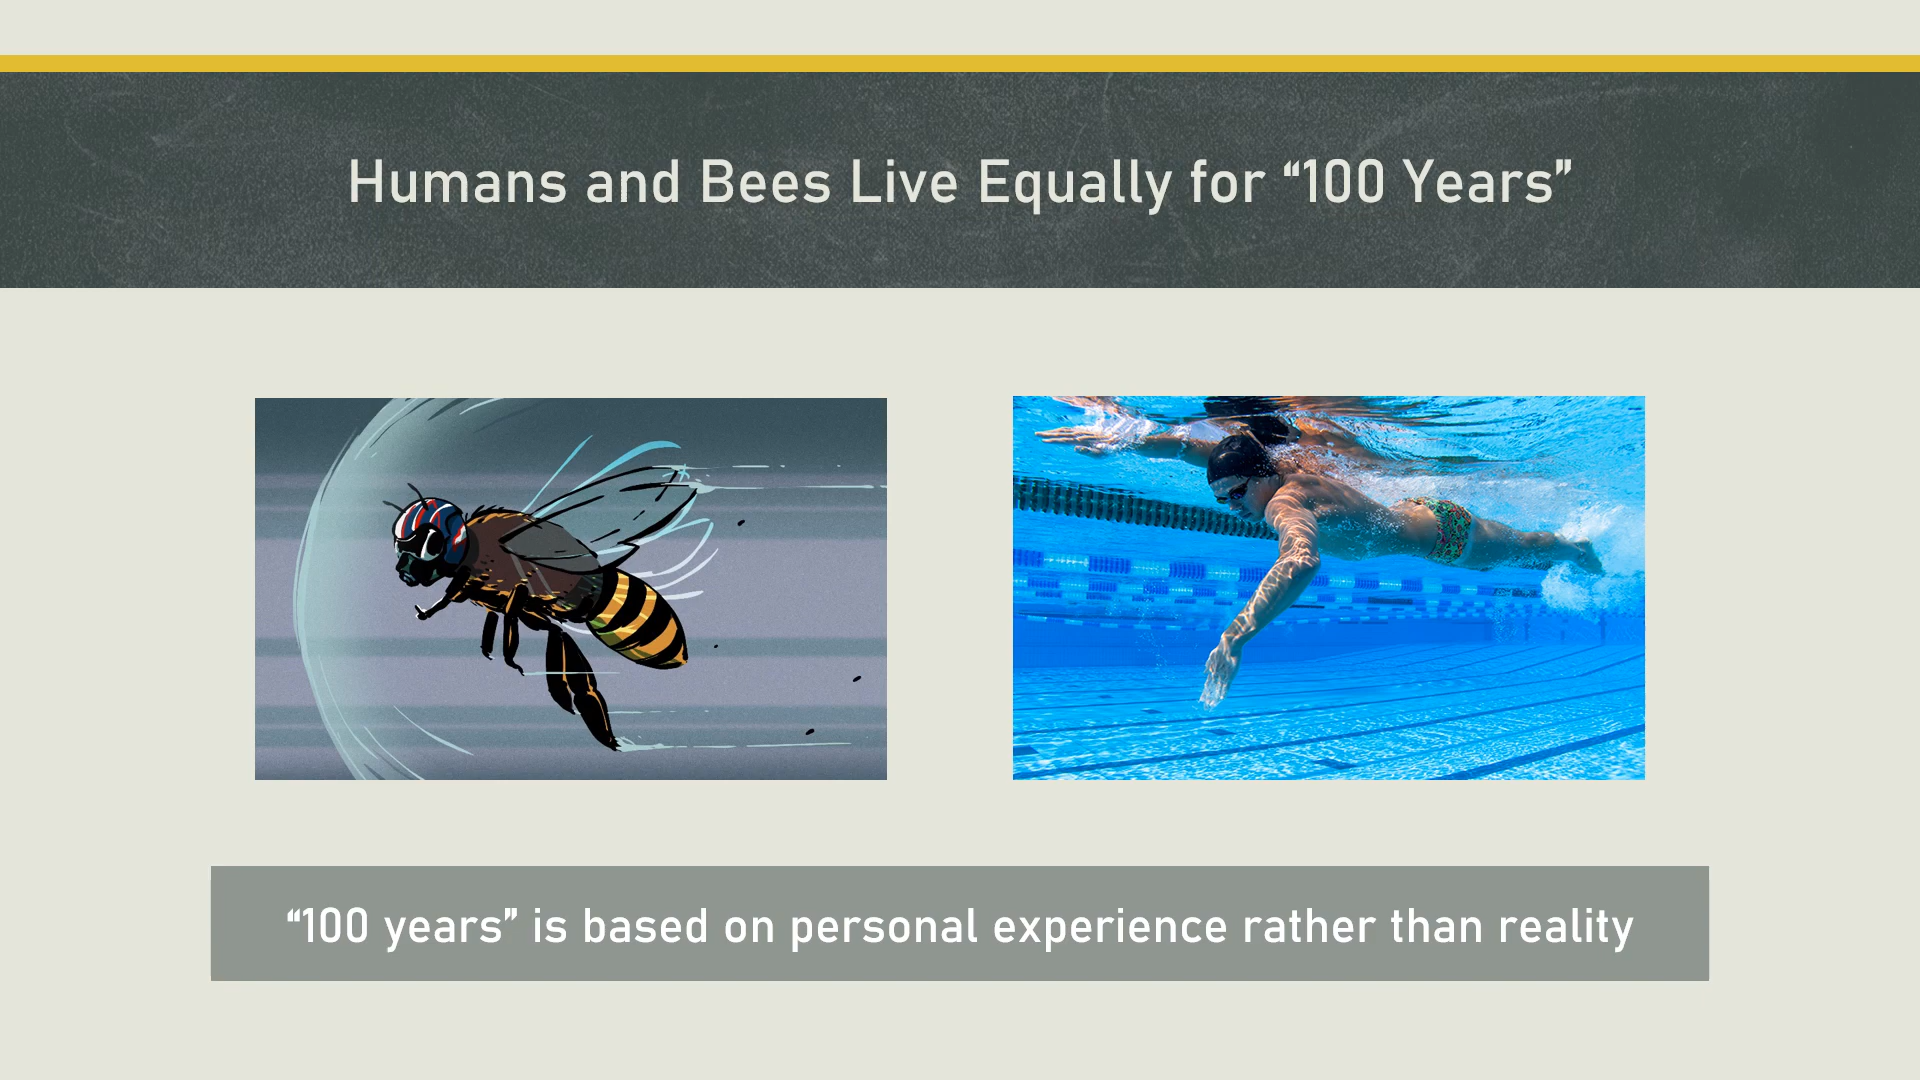 Humans and Bees Live Equally for “100 Years”
“100 years” is based on personal experience rather than reality